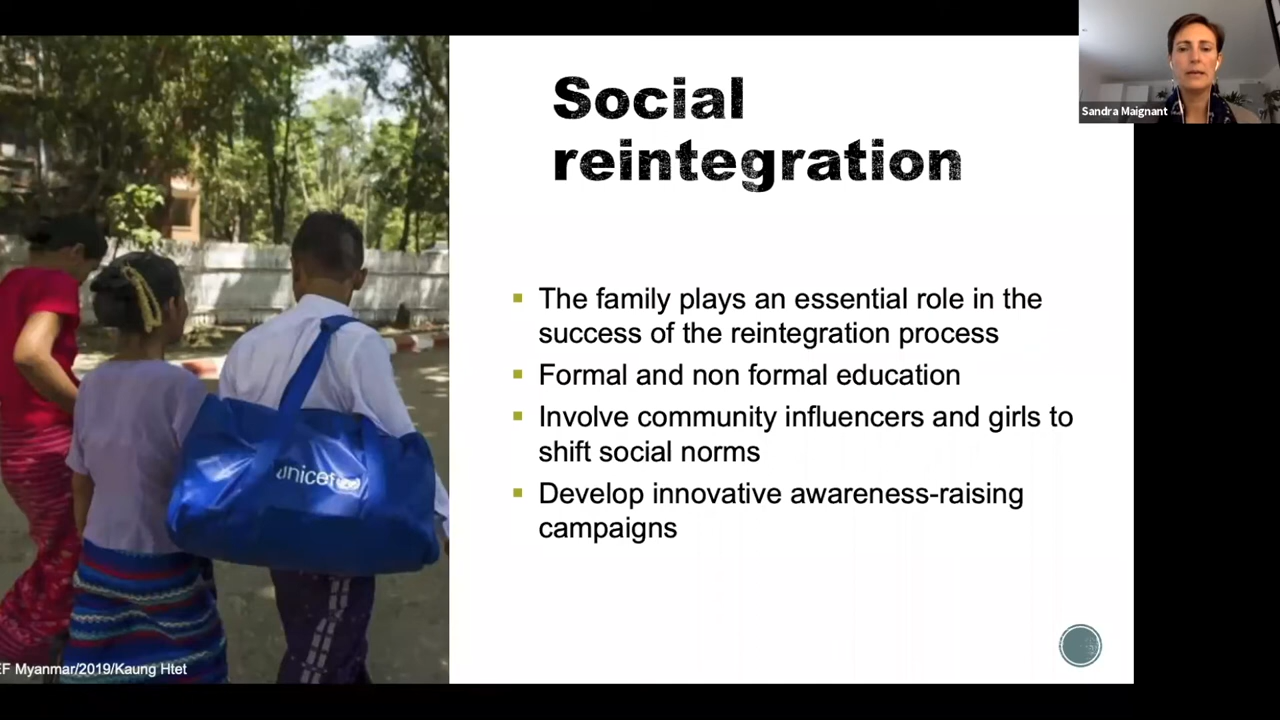 Social
reintegration
Sandra Maignant
The family plays an essential role in the
success of the reintegration process
Formal and non formal education
Involve community influencers and girls to
shift social norms
Develop innovative awareness-raising
campaigns
unicef
EF Myanmar/2019/Kaung Htet